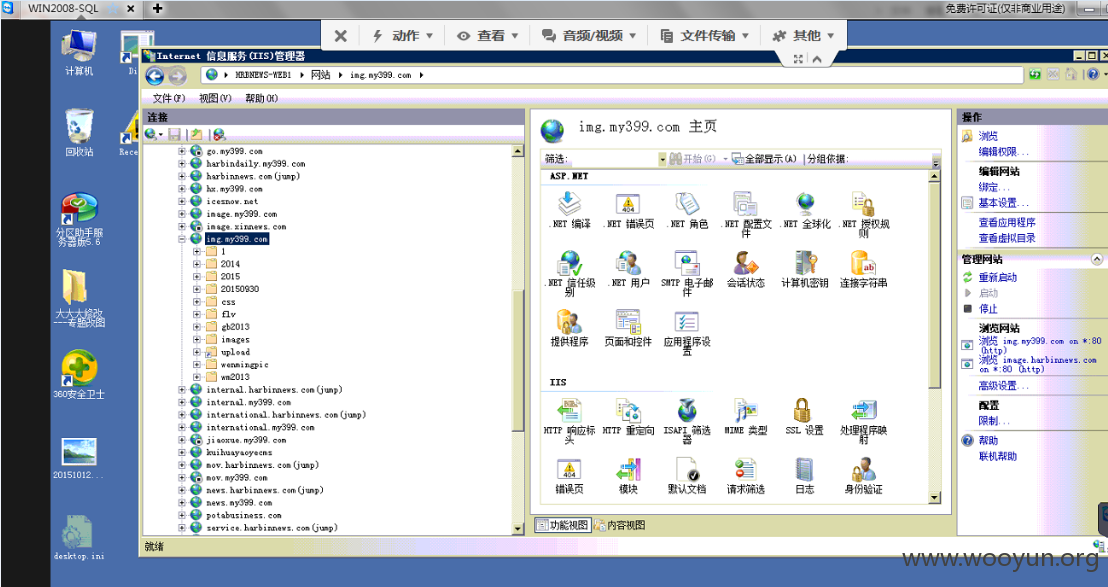 WIN2008-SQL
免费许可证(仅非商业用途)
动作
查看
音频/视频
文件传输
其他
计算机
Di
回收站
Rece
分区助手服
务器版5.6
大大大修改
---专题改图
360安全卫士
20151012...
desktop.ini
Internet 信息服务(IIS)管理器
HRBNEWS-WEB1
网站
img.my399.com
文件(F)
视图(V)
帮助(H)
连接
go.my399.com
harbindaily.my399.com
harbinnews.com(jump)
hx.my399.com
icesnow.net
image.my399.com
image.xinnews.com
img.my399.com
1
2014
2015
20150930
css
flv
gb2013
images
upload
wenmingpic
wm2013
internal.harbinnews.com(jump)
internal.my399.com
international.harbinnews.com(jump)
international.my399.com
jiaoxue.my399.com
kuihuayaoyecms
mov.harbinnews.com(jump)
mov.my399.com
news.harbinnews.com(jump)
news.my399.com
potabusiness.com
service.harbinnews.com(jump)
img.my399.com 主页
筛选:
开始(G)
全部显示(A)
分组依据:
ASP.NET
.NET 编译
.NET 错误页
.NET 角色
.NET 配置文
件
.NET 全球化
.NET 授权规
则
.NET 信任级
别
.NET 用户
SMTP 电子邮
件
会话状态
计算机密钥
连接字符串
提供程序
页面和控件
应用程序设
置
IIS
HTTP 响应标
头
HTTP 重定向
ISAPI 筛选
器
MIME 类型
SSL 设置
处理程序映
射
错误页
模块
默认文档
请求筛选
日志
身份验证
功能视图
内容视图
操作
浏览
编辑权限...
编辑网站
绑定...
基本设置...
查看应用程序
查看虚拟目录
管理网站
重新启动
启动
停止
浏览网站
浏览 img.my399.com on *:80
(http)
浏览 image.harbinnews.com
on *:80 (http)
高级设置...
配置
限制...
帮助
联机帮助
就绪
www.wooyun.org